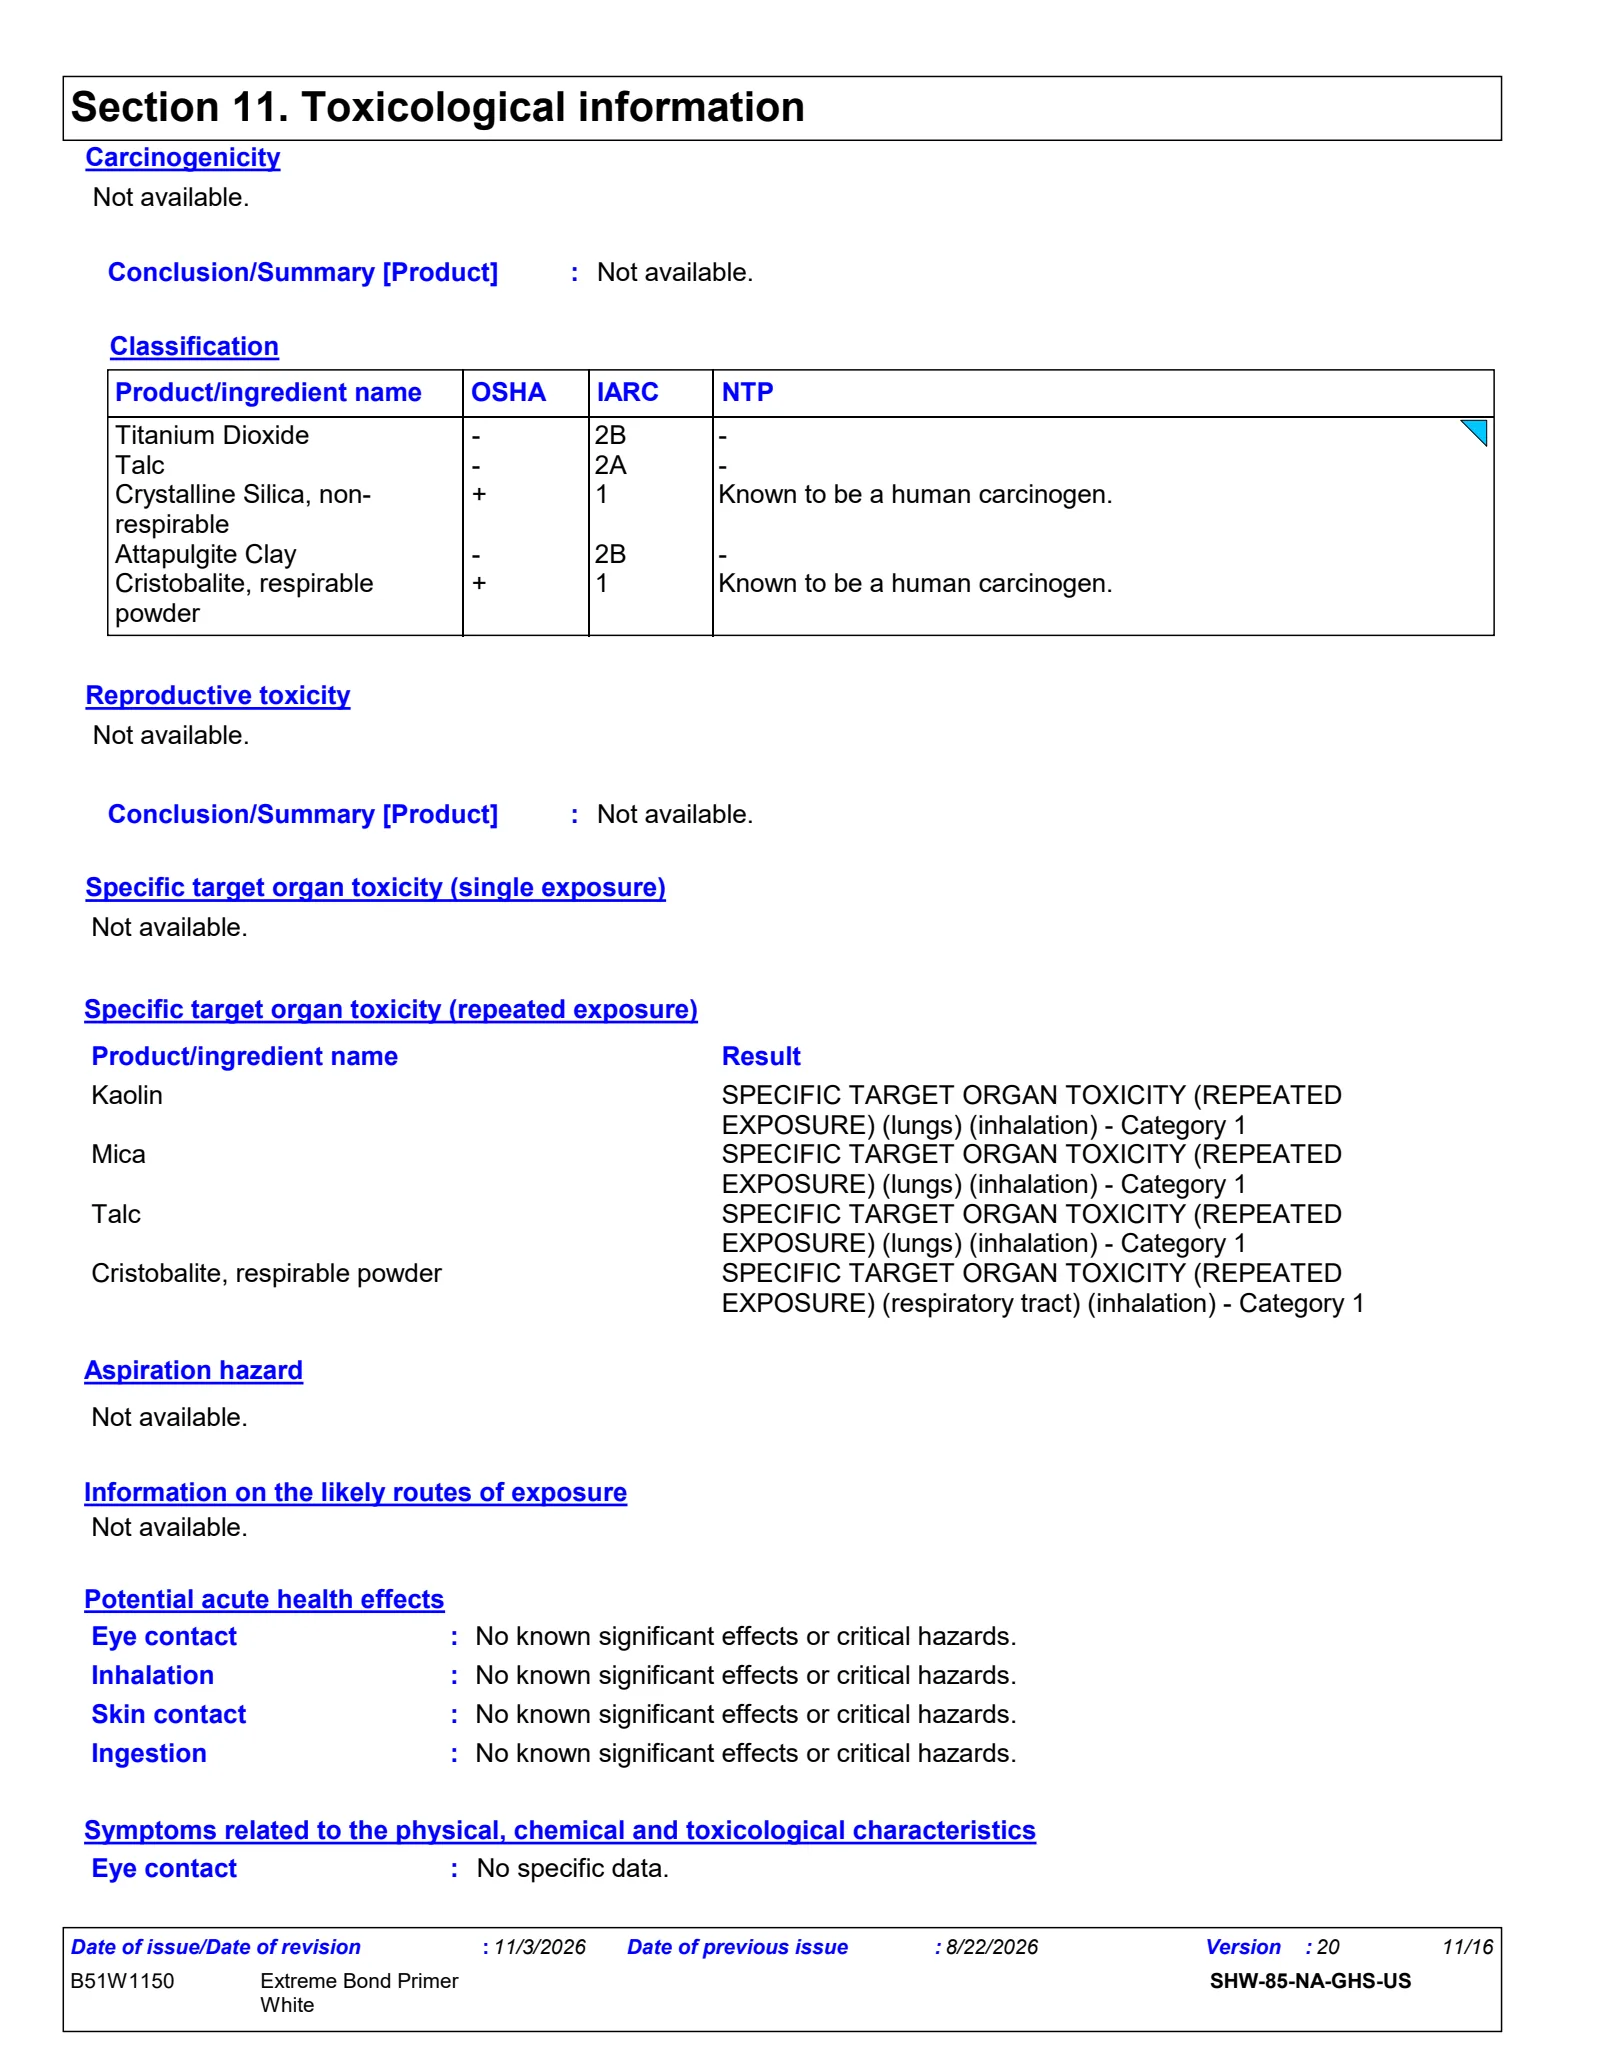 Section 11. Toxicological information
Carcinogenicity
Not available.
Conclusion/Summary [Product] : Not available.
Classification
Product/ingredient name OSHA IARC NTP
Titanium Dioxide - 2B -
Talc - 2A -
Crystalline Silica, non- + 1 Known to be a human carcinogen.
respirable
Attapulgite Clay - 2B -
Cristobalite, respirable + 1 Known to be a human carcinogen.
powder
Reproductive toxicity
Not available.
Conclusion/Summary [Product] : Not available.
Specific target organ toxicity (single exposure)
Not available.
Specific target organ toxicity (repeated exposure)
Product/ingredient name Result
Kaolin SPECIFIC TARGET ORGAN TOXICITY (REPEATED
EXPOSURE) (lungs) (inhalation) - Category 1
Mica SPECIFIC TARGET ORGAN TOXICITY (REPEATED
EXPOSURE) (lungs) (inhalation) - Category 1
Talc SPECIFIC TARGET ORGAN TOXICITY (REPEATED
EXPOSURE) (lungs) (inhalation) - Category 1
Cristobalite, respirable powder SPECIFIC TARGET ORGAN TOXICITY (REPEATED
EXPOSURE) (respiratory tract) (inhalation) - Category 1
Aspiration hazard
Not available.
Information on the likely routes of exposure
Not available.
Potential acute health effects
Eye contact : No known significant effects or critical hazards.
Inhalation : No known significant effects or critical hazards.
Skin contact : No known significant effects or critical hazards.
Ingestion : No known significant effects or critical hazards.
Symptoms related to the physical, chemical and toxicological characteristics
Eye contact : No specific data.
Date of issue/Date of revision : 11/3/2026 Date of previous issue : 8/22/2026 Version : 20 11/16
B51W1150 Extreme Bond Primer SHW-85-NA-GHS-US
White